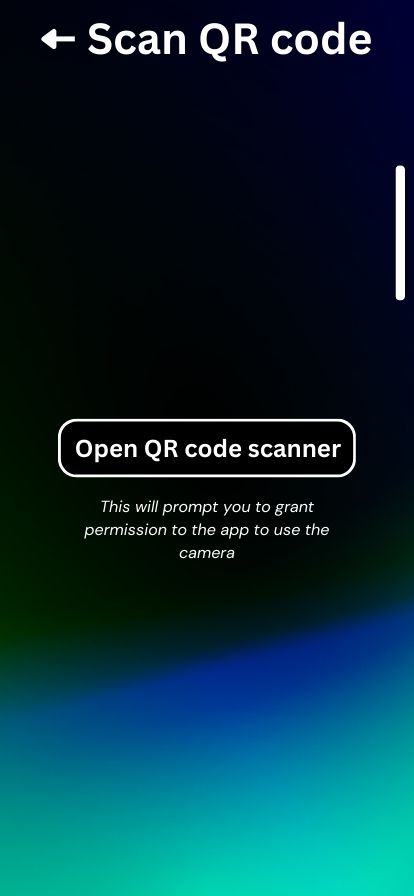 Scan QR code
Open QR code scanner
This will prompt you to grant
permission to the app to use the
camera